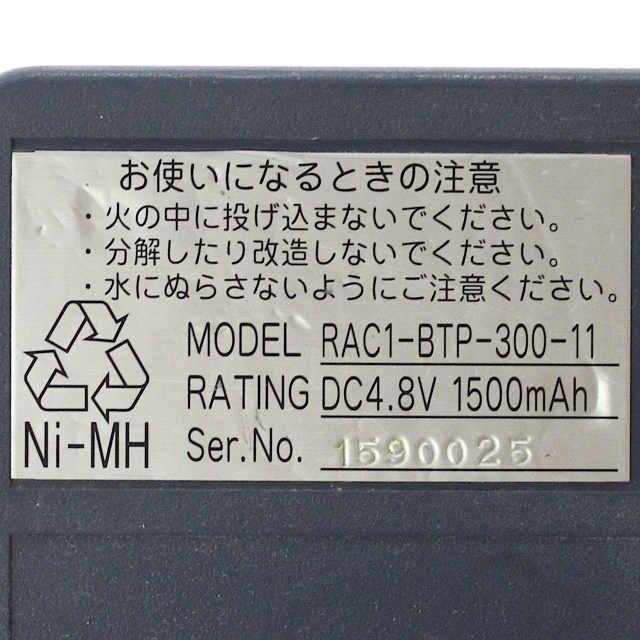 お使いになるときの注意
・火の中に投げ込まないでください。
・分解したり改造しないでください。
・水にぬらさないようにご注意ください。
MODEL RAC1-BTP-300-11
RATING DC4.8V 1500mAh
Ni-MH
Ser.No. 1590025